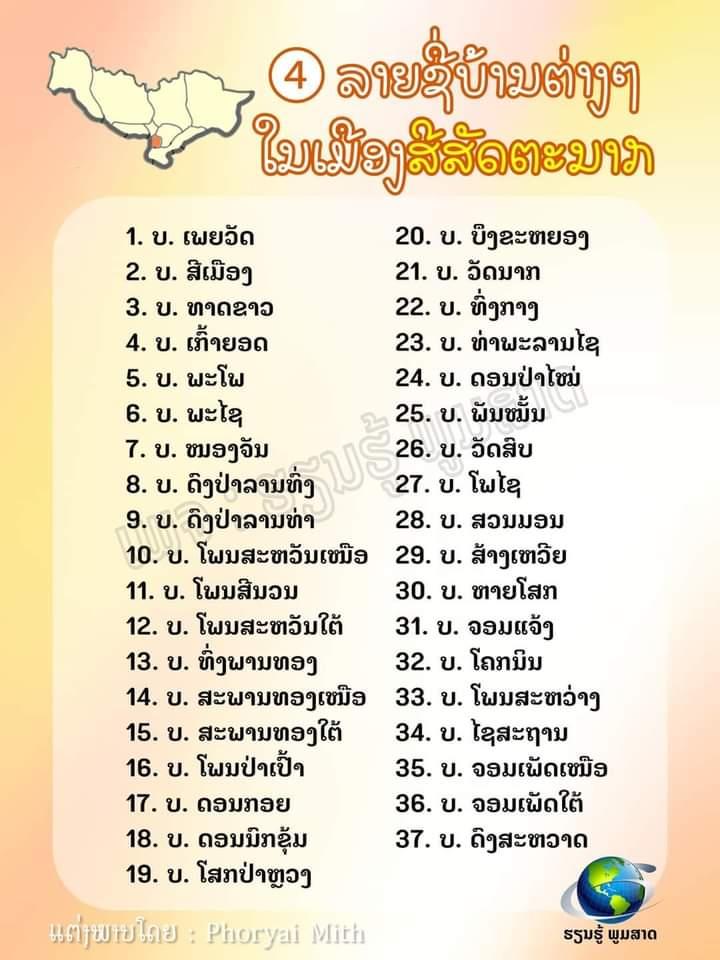 4 ລາຍຊື່ບ້ານຕ່າງໆ
ໃນເມືອງສີສັດຕະນາກ
1. ບ. ເພຍວັດ
2. ບ. ສີເມືອງ
3. ບ. ທາດຂາວ
4. ບ. ເກົ້າຍອດ
5. ບ. ພະໂພ
6. ບ. ພະໄຊ
7. ບ. ໜອງຈັນ
8. ບ. ດົງປ່າລານທົ່ງ
9. ບ. ດົງປ່າລານທ່າ
10. ບ. ໂພນສະຫວັນເໜືອ
11. ບ. ໂພນສີນວນ
12. ບ. ໂພນສະຫວັນໃຕ້
13. ບ. ທົ່ງພານທອງ
14. ບ. ສະພານທອງເໜືອ
15. ບ. ສະພານທອງໃຕ້
16. ບ. ໂພນປ່າເປົ້າ
17. ບ. ດອນກອຍ
18. ບ. ດອນນົກຂຸ້ມ
19. ບ. ໂສກປ່າຫຼວງ
20. ບ. ບຶງຂະຫຍອງ
21. ບ. ວັດນາກ
22. ບ. ທົ່ງກາງ
23. ບ. ທ່າພະລານໄຊ
24. ບ. ດອນປ່າໄໝ່
25. ບ. ພັນໝັ້ນ
26. ບ. ວັດສົບ
27. ບ. ໂພໄຊ
28. ບ. ສວນມອນ
29. ບ. ສ້າງເຫວີຍ
30. ບ. ຫາຍໂສກ
31. ບ. ຈອມແຈ້ງ
32. ບ. ໂຄກນິນ
33. ບ. ໂພນສະຫວ່າງ
34. ບ. ໄຊສະຖານ
35. ບ. ຈອມເພັດເໜືອ
36. ບ. ຈອມເພັດໃຕ້
37. ບ. ດົງສະຫວາດ
ເພຈ : ຮຽນຮູ້ ພູມສາດ
ແຕ່ງພາບໂດຍ : Phoryai Mith
ຮຽນຮູ້ ພູມສາດ